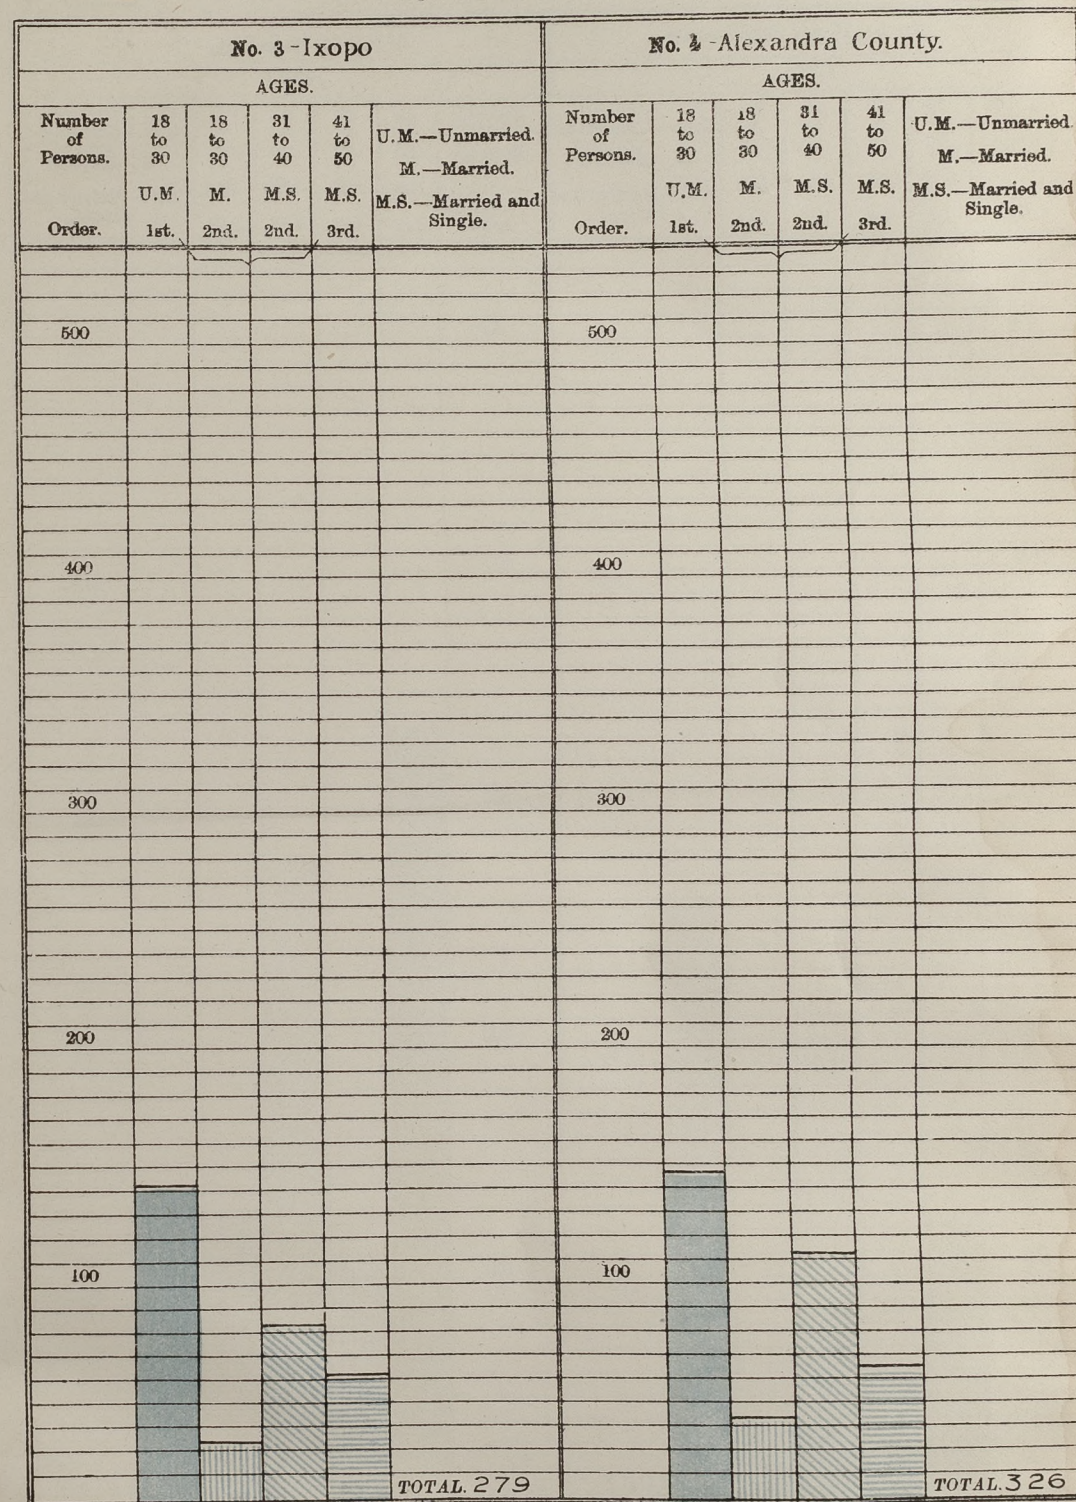 No. 3-Ixopo
AGES.
Number of Persons.
Order.
18 to 30 U.M. 1st.
18 to 30 M. 2nd.
31 to 40 M.S. 2nd.
41 to 50 M.S. 3rd.
U.M.—Unmarried.
M.—Married.
M.S.—Married and
Single.
500
400
300
200
100
TOTAL. 279
No. 4-Alexandra County.
AGES.
Number of Persons.
Order.
18 to 30 U.M. 1st.
18 to 30 M. 2nd.
31 to 40 M.S. 2nd.
41 to 50 M.S. 3rd.
U.M.—Unmarried.
M.—Married.
M.S.—Married and
Single.
500
400
300
200
100
TOTAL. 326